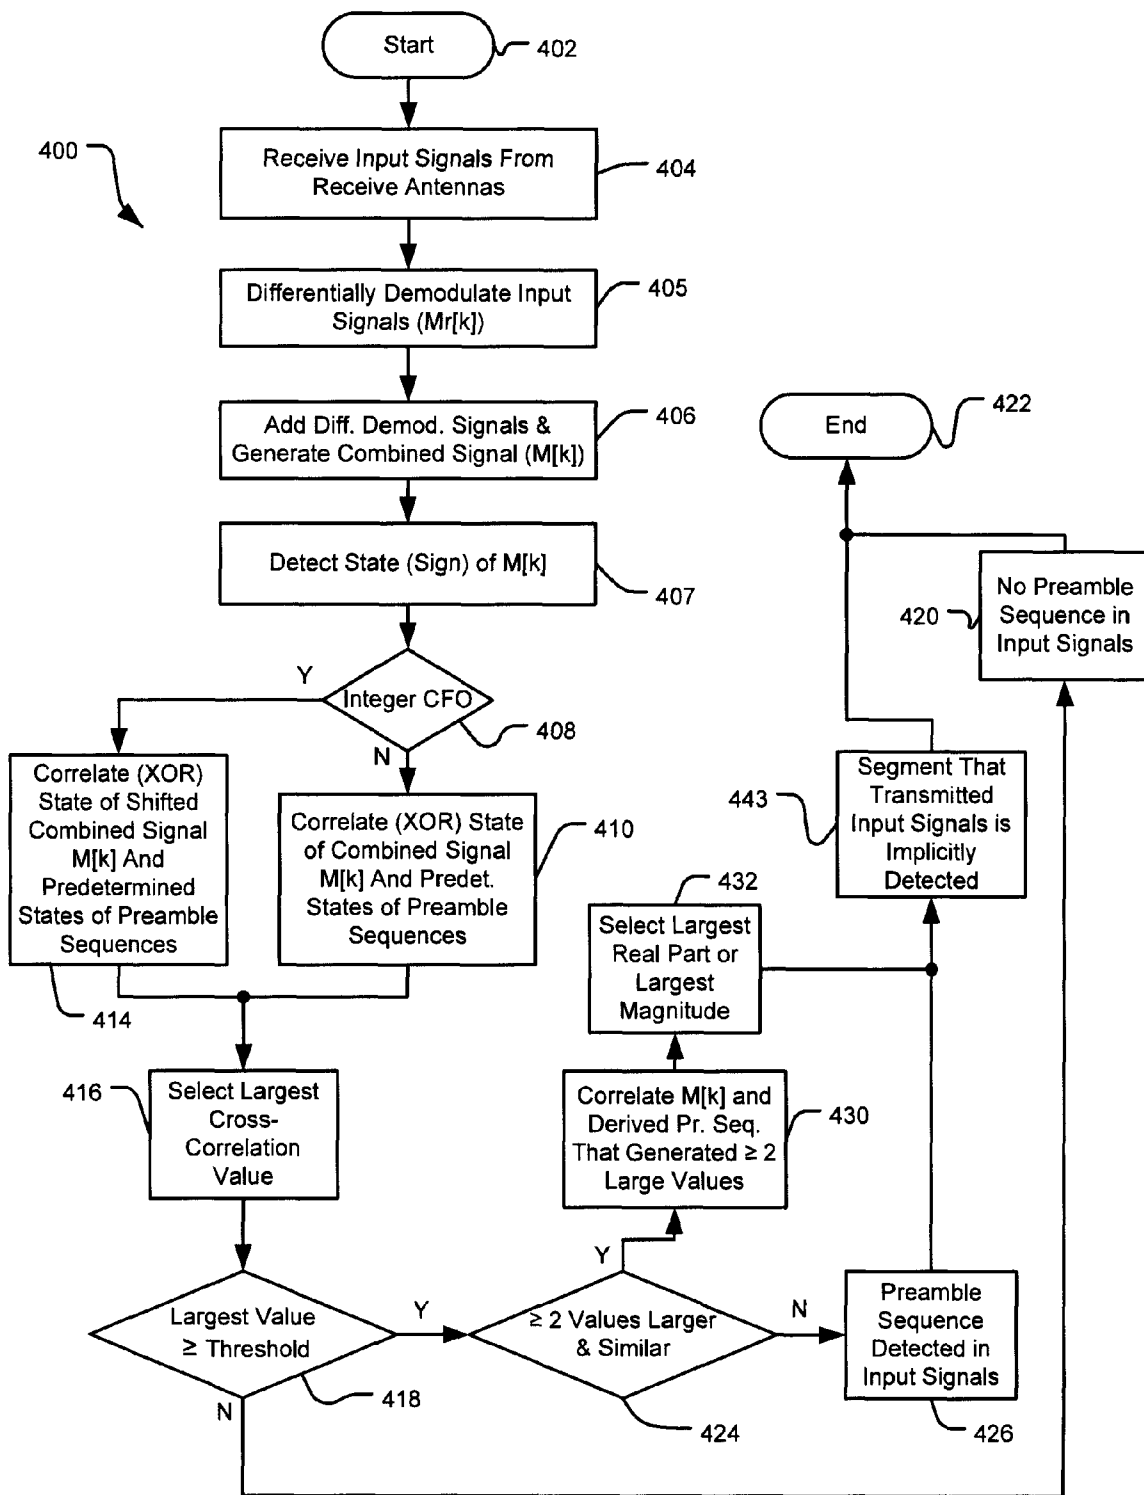 Start
402
400
Receive Input Signals From
Receive Antennas
404
Differentially Demodulate Input
Signals (Mr[k])
405
Add Diff. Demod. Signals &
Generate Combined Signal (M[k])
406
End
422
Detect State (Sign) of M[k]
407
No Preamble
Sequence in
Input Signals
420
Y
Integer CFO
408
N
Correlate (XOR)
State of Shifted
Combined Signal
M[k] And
Predetermined
States of Preamble
Sequences
414
Correlate (XOR) State
of Combined Signal
M[k] And Predet.
States of Preamble
Sequences
410
Segment That
Transmitted
Input Signals is
Implicitly
Detected
443
432
Select Largest
Real Part or
Largest
Magnitude
416
Select Largest
Cross-
Correlation
Value
Correlate M[k] and
Derived Pr. Seq.
That Generated ≥ 2
Large Values
430
Largest Value
≥ Threshold
418
Y
N
≥ 2 Values Larger
& Similar
424
Y
N
Preamble
Sequence
Detected in
Input Signals
426